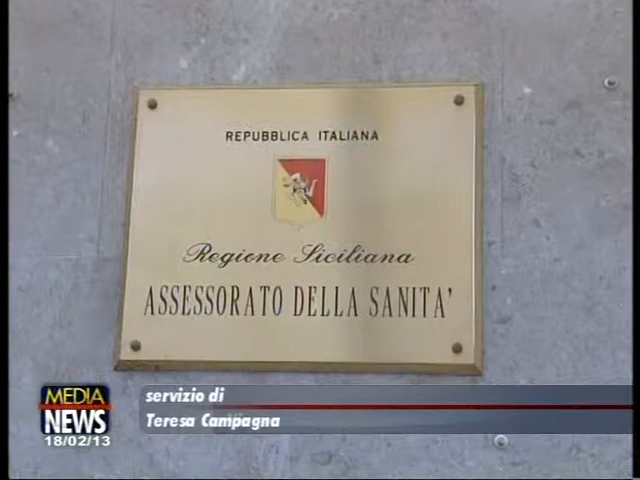 REPUBBLICA ITALIANA
Regione Siciliana
ASSESSORATO DELLA SANITA'
MEDIA
NEWS
18/02/13
servizio di
Teresa Campagna